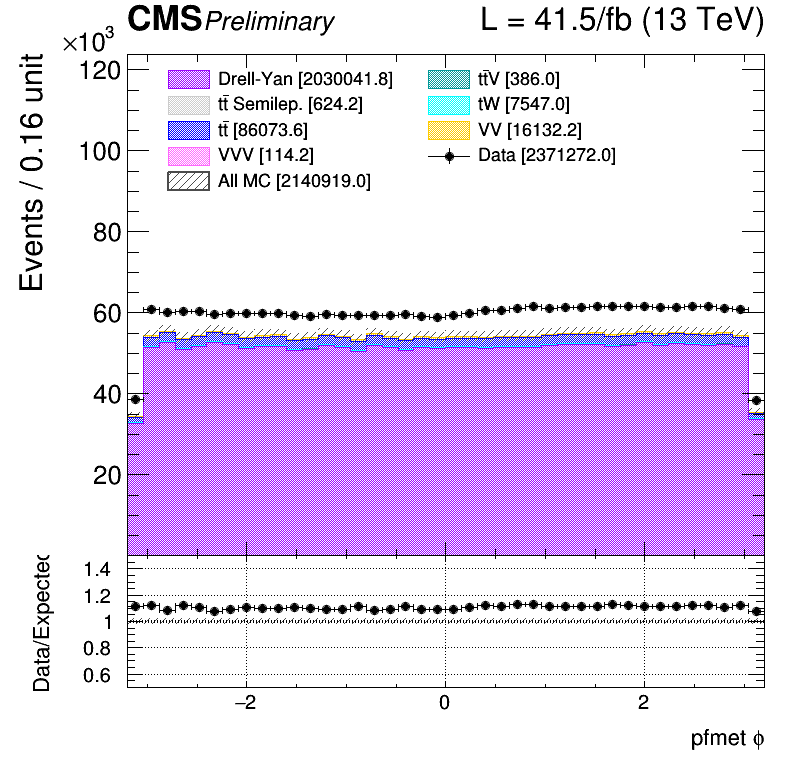 CMS Preliminary L = 41.5/fb (13 TeV)
×10³
Events / 0.16 unit
120
100
80
60
40
20
Drell-Yan [2030041.8]
tt̄ Semilep. [624.2]
tt̄ [86073.6]
VVV [114.2]
All MC [2140919.0]
tt̄V [386.0]
tW [7547.0]
VV [16132.2]
Data [2371272.0]
Data/Expected
1.4
1.2
1
0.8
0.6
−2 0 2
pfmet ϕ